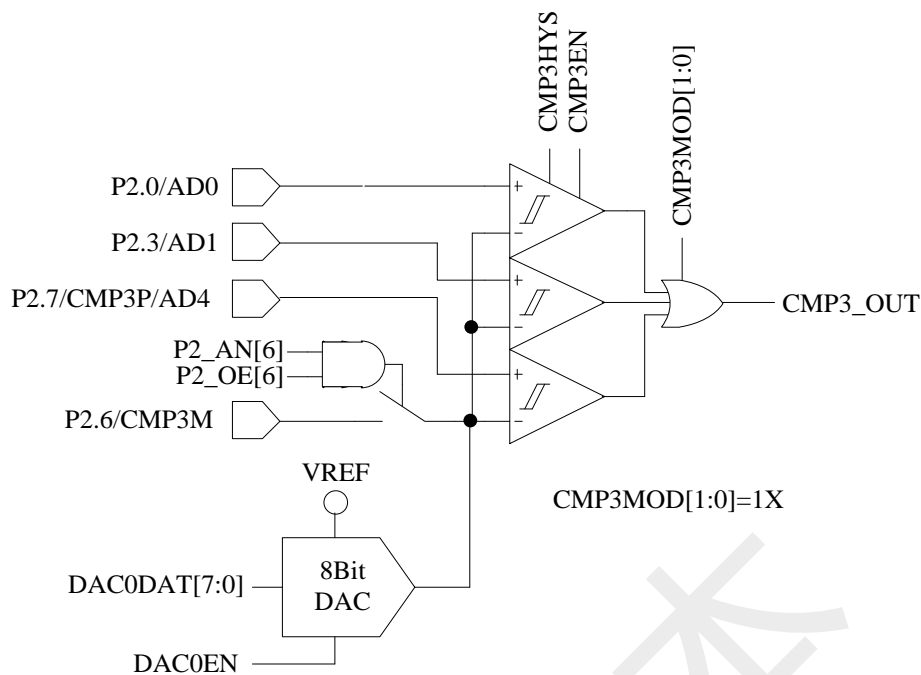 CMP3HYS
CMP3EN
CMP3MOD[1:0]
P2.0/AD0
P2.3/AD1
P2.7/CMP3P/AD4
CMP3_OUT
P2_AN[6]
P2_OE[6]
P2.6/CMP3M
VREF
CMP3MOD[1:0]=1X
DAC0DAT[7:0]
8Bit
DAC
DAC0EN
+
−
+
−
+
−